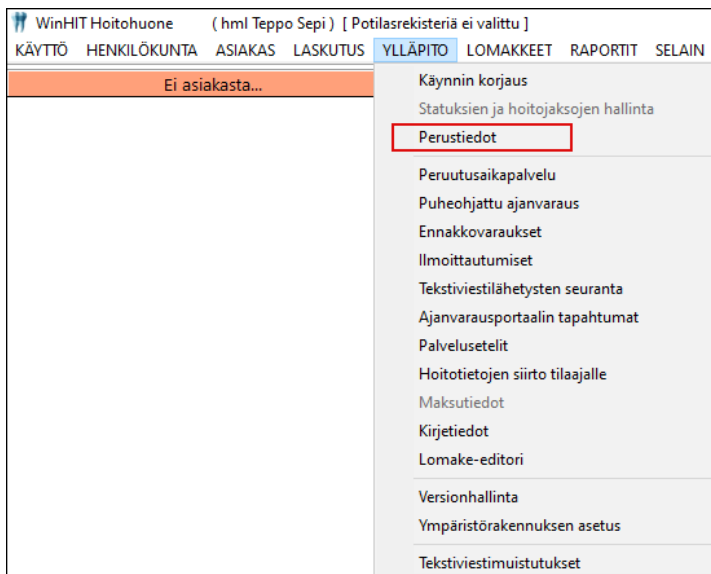 WinHIT Hoitohuone ( hml Teppo Sepi ) [ Potilasrekisteriä ei valittu ]
KÄYTTÖ HENKILÖKUNTA ASIAKAS LASKUTUS YLLÄPITO LOMAKKEET RAPORTIT SELAIN
Ei asiakasta...
Käynnin korjaus
Statuksien ja hoitojaksojen hallinta
Perustiedot
Peruutusaikapalvelu
Puheohjattu ajanvaraus
Ennakkovaraukset
Ilmoittautumiset
Tekstiviestilähetysten seuranta
Ajanvarausportaalin tapahtumat
Palvelusetelit
Hoitotietojen siirto tilaajalle
Maksutiedot
Kirjetiedot
Lomake-editori
Versionhallinta
Ympäristörakennuksen asetus
Tekstiviestimuistutukset